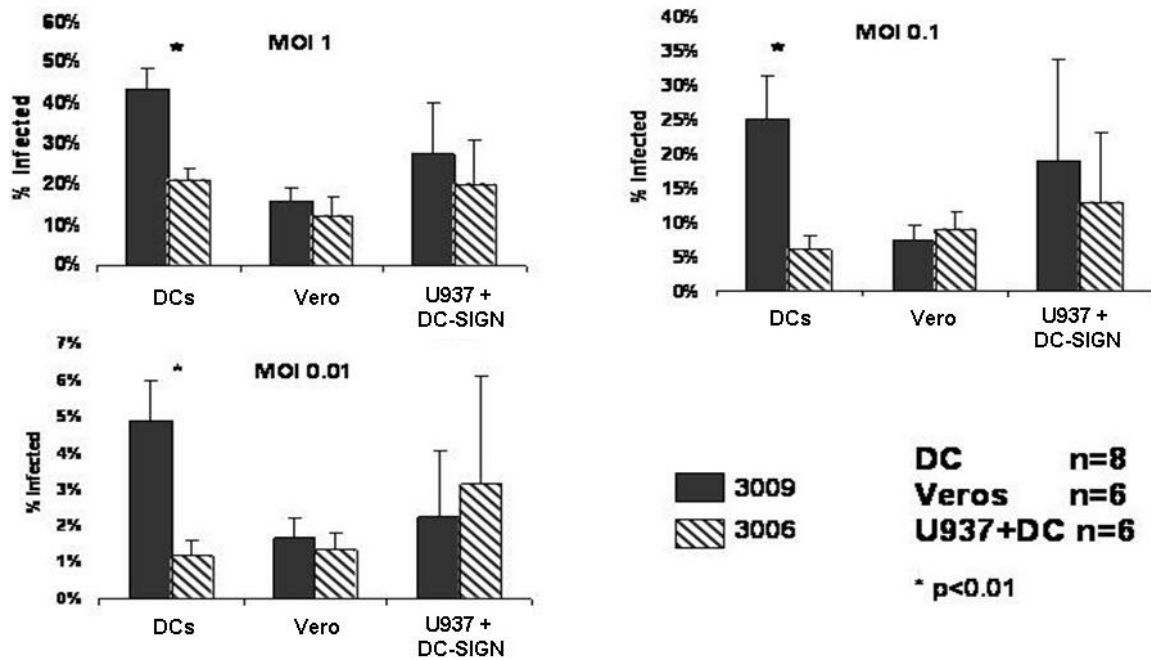 MOI 1
% Infected
60%
50%
40%
30%
20%
10%
0%
*
DCs
Vero
U937 +
DC-SIGN
MOI 0.1
% Infected
40%
35%
30%
25%
20%
15%
10%
5%
0%
*
DCs
Vero
U937 +
DC-SIGN
MOI 0.01
% Infected
7%
6%
5%
4%
3%
2%
1%
0%
*
DCs
Vero
U937 +
DC-SIGN
3009
3006
DC n=8
Veros n=6
U937+DC n=6
* p<0.01